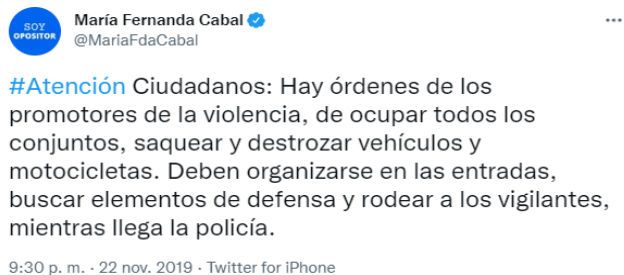 SOY
OPOSITOR
María Fernanda Cabal
@MariaFdaCabal
#Atención Ciudadanos: Hay órdenes de los
promotores de la violencia, de ocupar todos los
conjuntos, saquear y destrozar vehículos y
motocicletas. Deben organizarse en las entradas,
buscar elementos de defensa y rodear a los vigilantes,
mientras llega la policía.
9:30 p. m. · 22 nov. 2019 · Twitter for iPhone